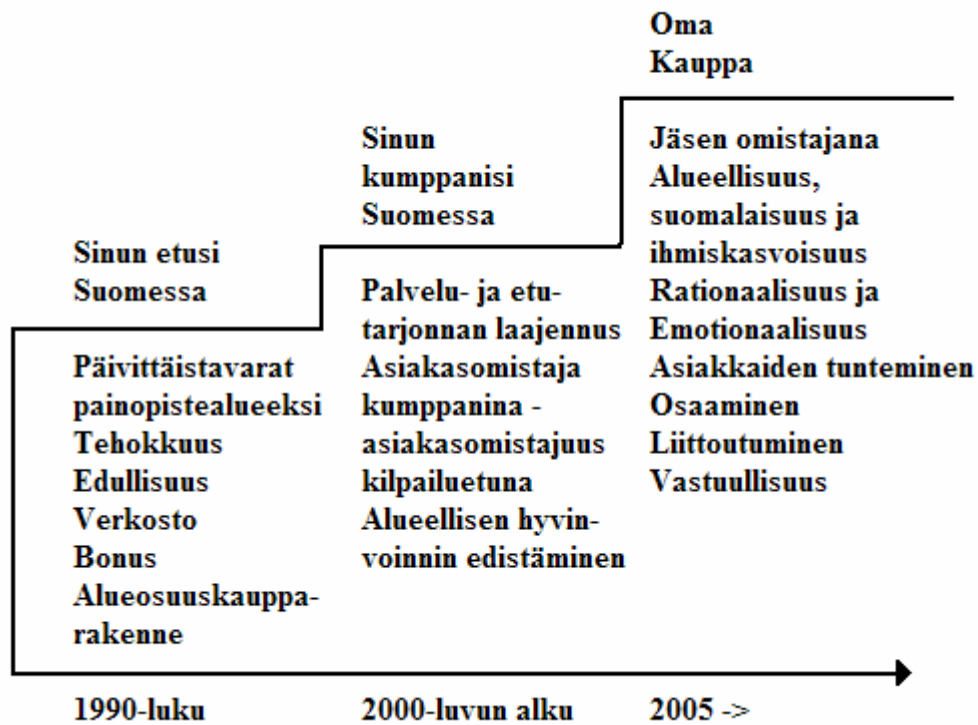 Sinun etusi
Suomessa
Päivittäistavarat
painopistealueeksi
Tehokkuus
Edullisuus
Verkosto
Bonus
Alueosuuskauppa-
rakenne
1990-luku
Sinun
kumppanisi
Suomessa
Palvelu- ja etu-
tarjonnan laajennus
Asiakasomistaja
kumppanina -
asiakasomistajuus
kilpailuetuna
Alueellisen hyvin-
voinnin edistäminen
2000-luvun alku
Oma
Kauppa
Jäsen omistajana
Alueellisuus,
suomalaisuus ja
ihmiskasvoisuus
Rationaalisuus ja
Emotionaalisuus
Asiakkaiden tunteminen
Osaaminen
Liittoutuminen
Vastuullisuus
2005 ->